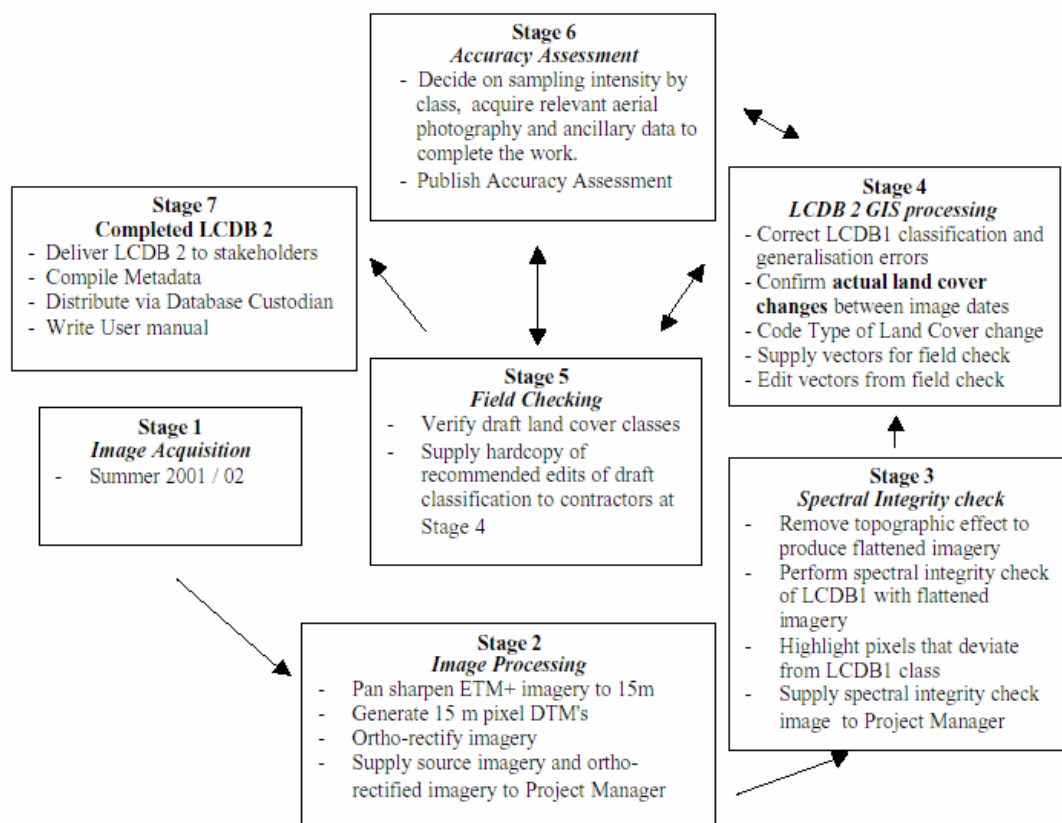 Stage 6
Accuracy Assessment
- Decide on sampling intensity by
class, acquire relevant aerial
photography and ancillary data to
complete the work.
- Publish Accuracy Assessment
Stage 7
Completed LCDB 2
- Deliver LCDB 2 to stakeholders
- Compile Metadata
- Distribute via Database Custodian
- Write User manual
Stage 4
LCDB 2 GIS processing
- Correct LCDB1 classification and
generalisation errors
- Confirm actual land cover
changes between image dates
- Code Type of Land Cover change
- Supply vectors for field check
- Edit vectors from field check
Stage 5
Field Checking
- Verify draft land cover classes
- Supply hardcopy of
recommended edits of draft
classification to contractors at
Stage 4
Stage 1
Image Acquisition
- Summer 2001 / 02
Stage 3
Spectral Integrity check
- Remove topographic effect to
produce flattened imagery
- Perform spectral integrity check
of LCDB1 with flattened
imagery
- Highlight pixels that deviate
from LCDB1 class
- Supply spectral integrity check
image to Project Manager
Stage 2
Image Processing
- Pan sharpen ETM+ imagery to 15m
- Generate 15 m pixel DTM's
- Ortho-rectify imagery
- Supply source imagery and ortho-
rectified imagery to Project Manager